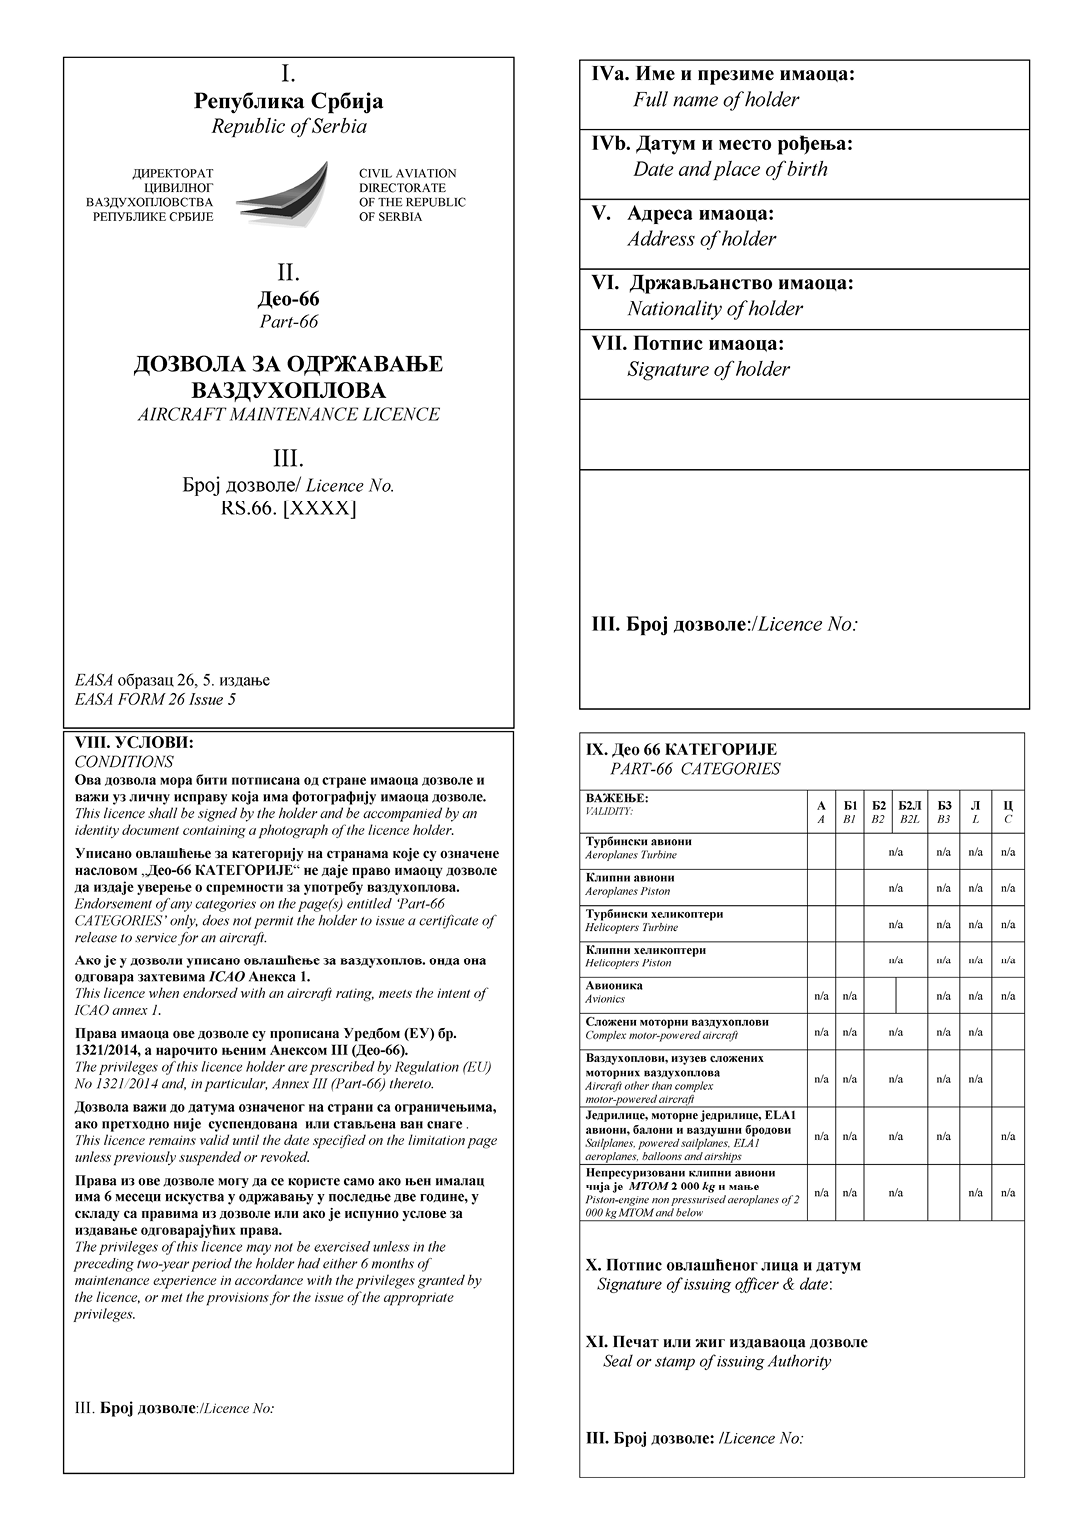 I.
Република Србија
Republic of Serbia
ДИРЕКТОРАТ
ЦИВИЛНОГ
ВАЗДУХОПЛОВСТВА
РЕПУБЛИКЕ СРБИЈЕ
CIVIL AVIATION
DIRECTORATE
OF THE REPUBLIC
OF SERBIA
II.
Део-66
Part-66
ДОЗВОЛА ЗА ОДРЖАВАЊЕ
ВАЗДУХОПЛОВА
AIRCRAFT MAINTENANCE LICENCE
III.
Број дозволе/ Licence No.
RS.66. [XXXX]
EASA образац 26, 5. издање
EASA FORM 26 Issue 5
IVa. Име и презиме имаоца:
Full name of holder
IVb. Датум и место рођења:
Date and place of birth
V. Адреса имаоца:
Address of holder
VI. Држављанство имаоца:
Nationality of holder
VII. Потпис имаоца:
Signature of holder
III. Број дозволе:/Licence No:
VIII. УСЛОВИ:
CONDITIONS
Ова дозвола мора бити потписана од стране имаоца дозволе и
важи уз личну исправу која има фотографију имаоца дозволе.
This licence shall be signed by the holder and be accompanied by an
identity document containing a photograph of the licence holder.
Уписано овлашћење за категорију на странама које су означене
насловом „Део-66 КАТЕГОРИЈЕ“ не даје право имаоцу дозволе
да издаје уверење о спремности за употребу ваздухоплова.
Endorsement of any categories on the page(s) entitled ‘Part-66
CATEGORIES’ only, does not permit the holder to issue a certificate of
release to service for an aircraft.
Ако је у дозволи уписано овлашћење за ваздухоплов. онда она
одговара захтевима ICAO Анекса 1.
This licence when endorsed with an aircraft rating, meets the intent of
ICAO annex 1.
Права имаоца ове дозволе су прописана Уредбом (ЕУ) бр.
1321/2014, а нарочито њеним Анексом III (Део-66).
The privileges of this licence holder are prescribed by Regulation (EU)
No 1321/2014 and, in particular, Annex III (Part-66) thereto.
Дозвола важи до датума означеног на страни са ограничењима,
ако претходно није суспендована или стављена ван снаге .
This licence remains valid until the date specified on the limitation page
unless previously suspended or revoked.
Права из ове дозволе могу да се користе само ако њен ималац
има 6 месеци искуства у одржавању у последње две године, у
складу са правима из дозволе или ако је испунио услове за
издавање одговарајућих права.
The privileges of this licence may not be exercised unless in the
preceding two-year period the holder had either 6 months of
maintenance experience in accordance with the privileges granted by
the licence, or met the provisions for the issue of the appropriate
privileges.
III. Број дозволе:/Licence No:
IX. Део 66 КАТЕГОРИЈЕ
PART-66 CATEGORIES
ВАЖЕЊЕ: А Б1 Б2 Б2Л Б3 Л Ц
VALIDITY: A B1 B2 B2L B3 L C
Турбински авиони
Aeroplanes Turbine n/a n/a n/a n/a
Клипни авиони
Aeroplanes Piston n/a n/a n/a n/a
Турбински хеликоптери
Helicopters Turbine n/a n/a n/a n/a
Клипни хеликоптери
Helicopters Piston n/a n/a n/a n/a
Авионика
Avionics n/a n/a n/a n/a n/a
Сложени моторни ваздухоплови
Complex motor-powered aircraft n/a n/a n/a n/a n/a
Ваздухоплови, изузев сложених
моторних ваздухоплова
Aircraft other than complex
motor-powered aircraft n/a n/a n/a n/a n/a
Једрилице, моторне једрилице, ELA1
авиони, балони и ваздушни бродови
Sailplanes, powered sailplanes, ELA1
aeroplanes, balloons and airships n/a n/a n/a n/a n/a
Непресуризовани клипни авиони
чија је MTOM 2 000 kg и мање
Piston-engine non pressurised aeroplanes of 2
000 kg MTOM and below n/a n/a n/a n/a n/a
X. Потпис овлашћеног лица и датум
Signature of issuing officer & date:
XI. Печат или жиг издаваоца дозволе
Seal or stamp of issuing Authority
III. Број дозволе: /Licence No: